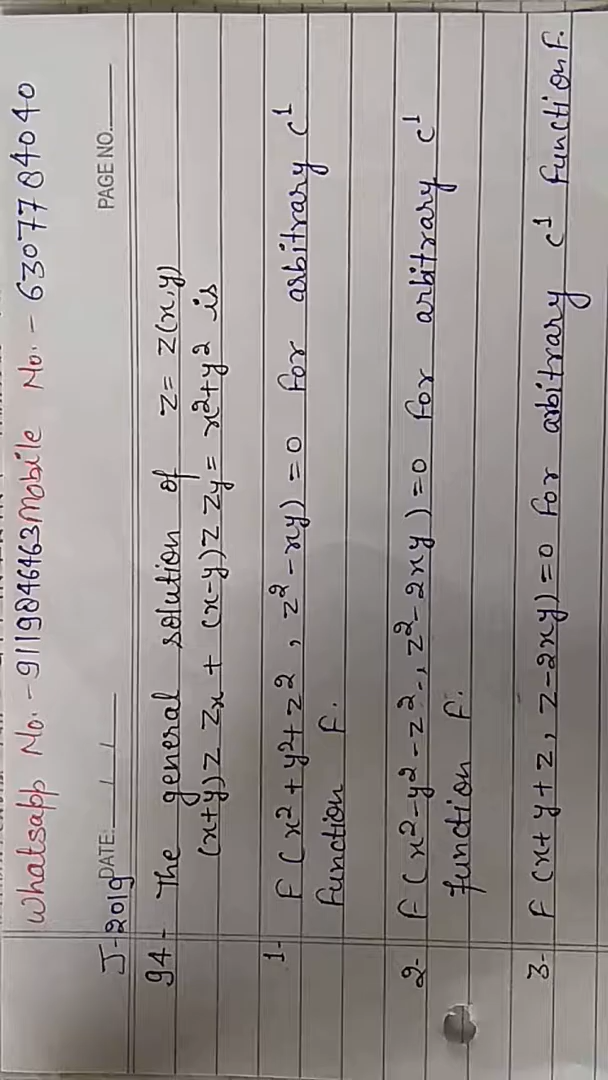 Whatsapp No. - 9119846463 Mobile No. - 6307784040
DATE: / / PAGE NO.
J-2019
94- The general solution of z = z(x,y)
(x+y)z zx + (x-y)z zy = x²+y² is
1- F(x²+y²+z², z²-xy)=0 for arbitrary c¹
function F.
2- F(x²-y²-z², z²-2xy)=0 for arbitrary c¹
function F.
3- F(x+y+z, z-2xy)=0 for arbitrary c¹ function F.